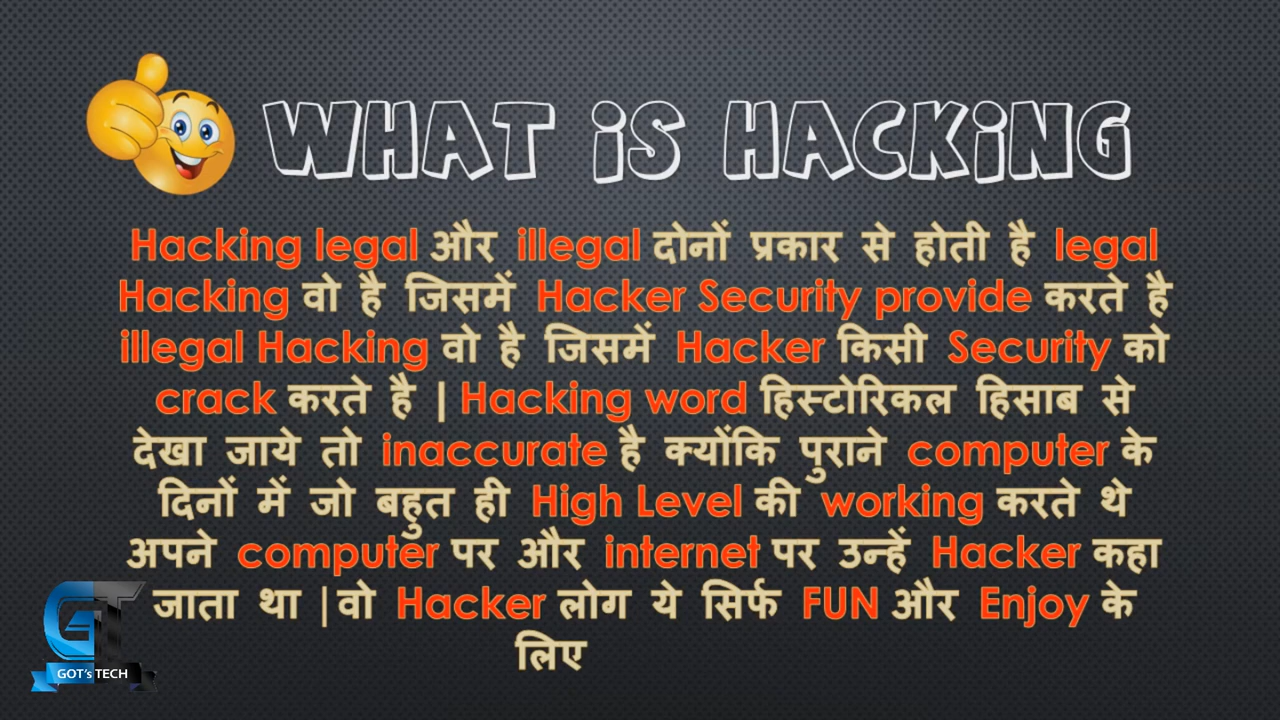 WHAT iS HACKiNG
Hacking legal और illegal दोनों प्रकार से होती है legal
Hacking वो है जिसमें Hacker Security provide करते है
illegal Hacking वो है जिसमें Hacker किसी Security को
crack करते है | Hacking word हिस्टोरिकल हिसाब से
देखा जाये तो inaccurate है क्योंकि पुराने computer के
दिनों में जो बहुत ही High Level की working करते थे
अपने computer पर और internet पर उन्हें Hacker कहा
जाता था |वो Hacker लोग ये सिर्फ FUN और Enjoy के
लिए
GT
GOT's TECH